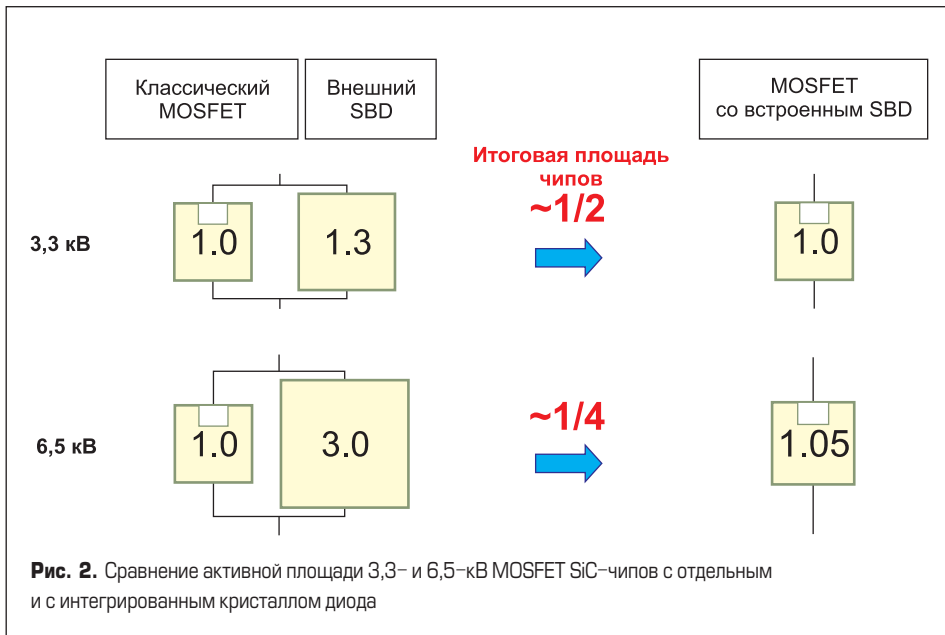 Классический
MOSFET
Внешний
SBD
MOSFET
со встроенным SBD
Итоговая площадь
чипов
3,3 кВ
1.0
1.3
~1/2
1.0
6,5 кВ
1.0
3.0
~1/4
1.05
Рис. 2. Сравнение активной площади 3,3– и 6,5–кВ MOSFET SiC–чипов с отдельным
и с интегрированным кристаллом диода